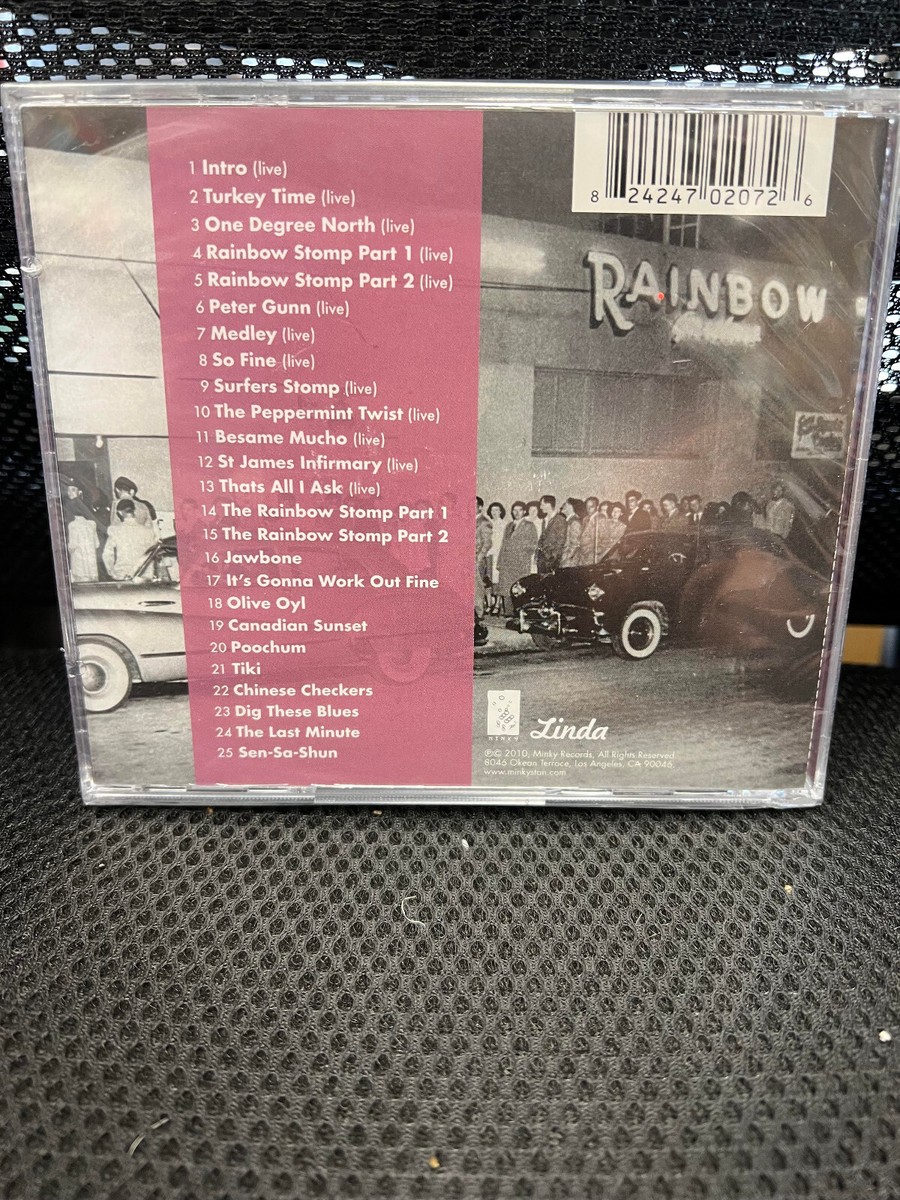 1 Intro (live)
2 Turkey Time (live)
3 One Degree North (live)
4 Rainbow Stomp Part 1 (live)
5 Rainbow Stomp Part 2 (live)
6 Peter Gunn (live)
7 Medley (live)
8 So Fine (live)
9 Surfers Stomp (live)
10 The Peppermint Twist (live)
11 Besame Mucho (live)
12 St James Infirmary (live)
13 Thats All I Ask (live)
14 The Rainbow Stomp Part 1
15 The Rainbow Stomp Part 2
16 Jawbone
17 It's Gonna Work Out Fine
18 Olive Oyl
19 Canadian Sunset
20 Poochum
21 Tiki
22 Chinese Checkers
23 Dig These Blues
24 The Last Minute
25 Sen-Sa-Shun
8 24247 02072 6
RAINBOW
MINKY
Linda
℗© 2010, Minky Records, All Rights Reserved
8046 Okean Terrace, Los Angeles, CA 90046
www.minkystan.com